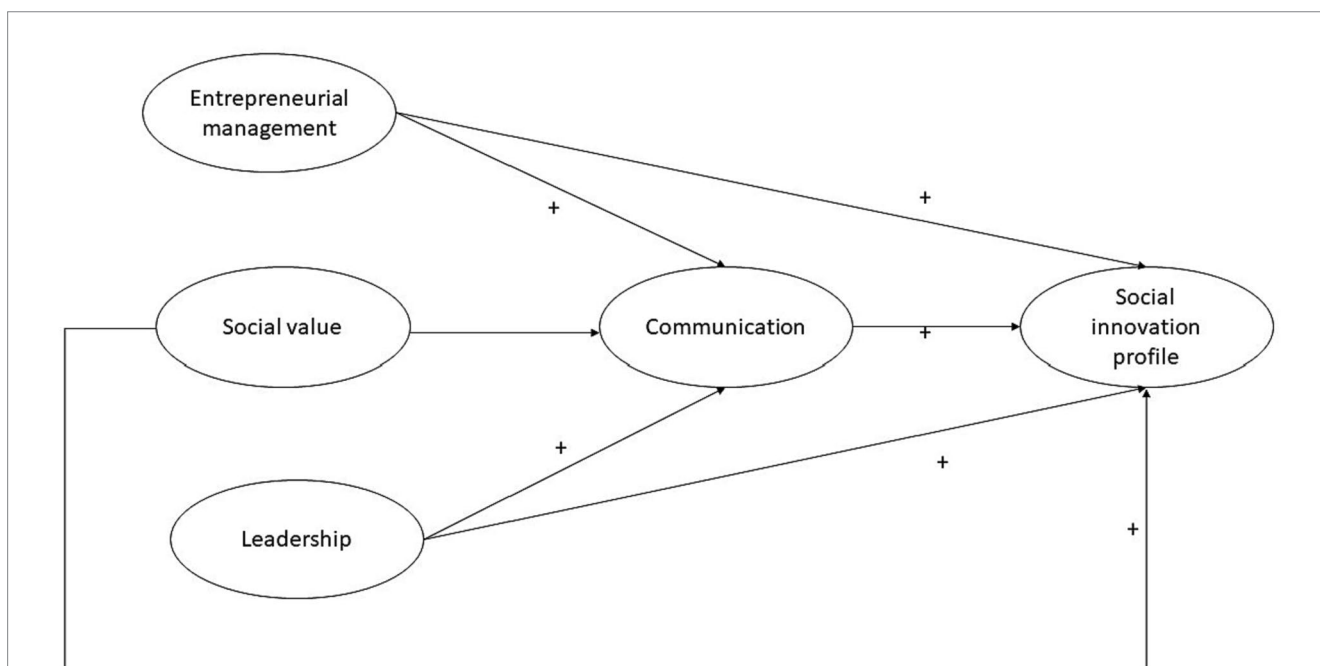 Entrepreneurial
management
+
+
Social value
Communication
+
Social
innovation
profile
+
+
Leadership
+